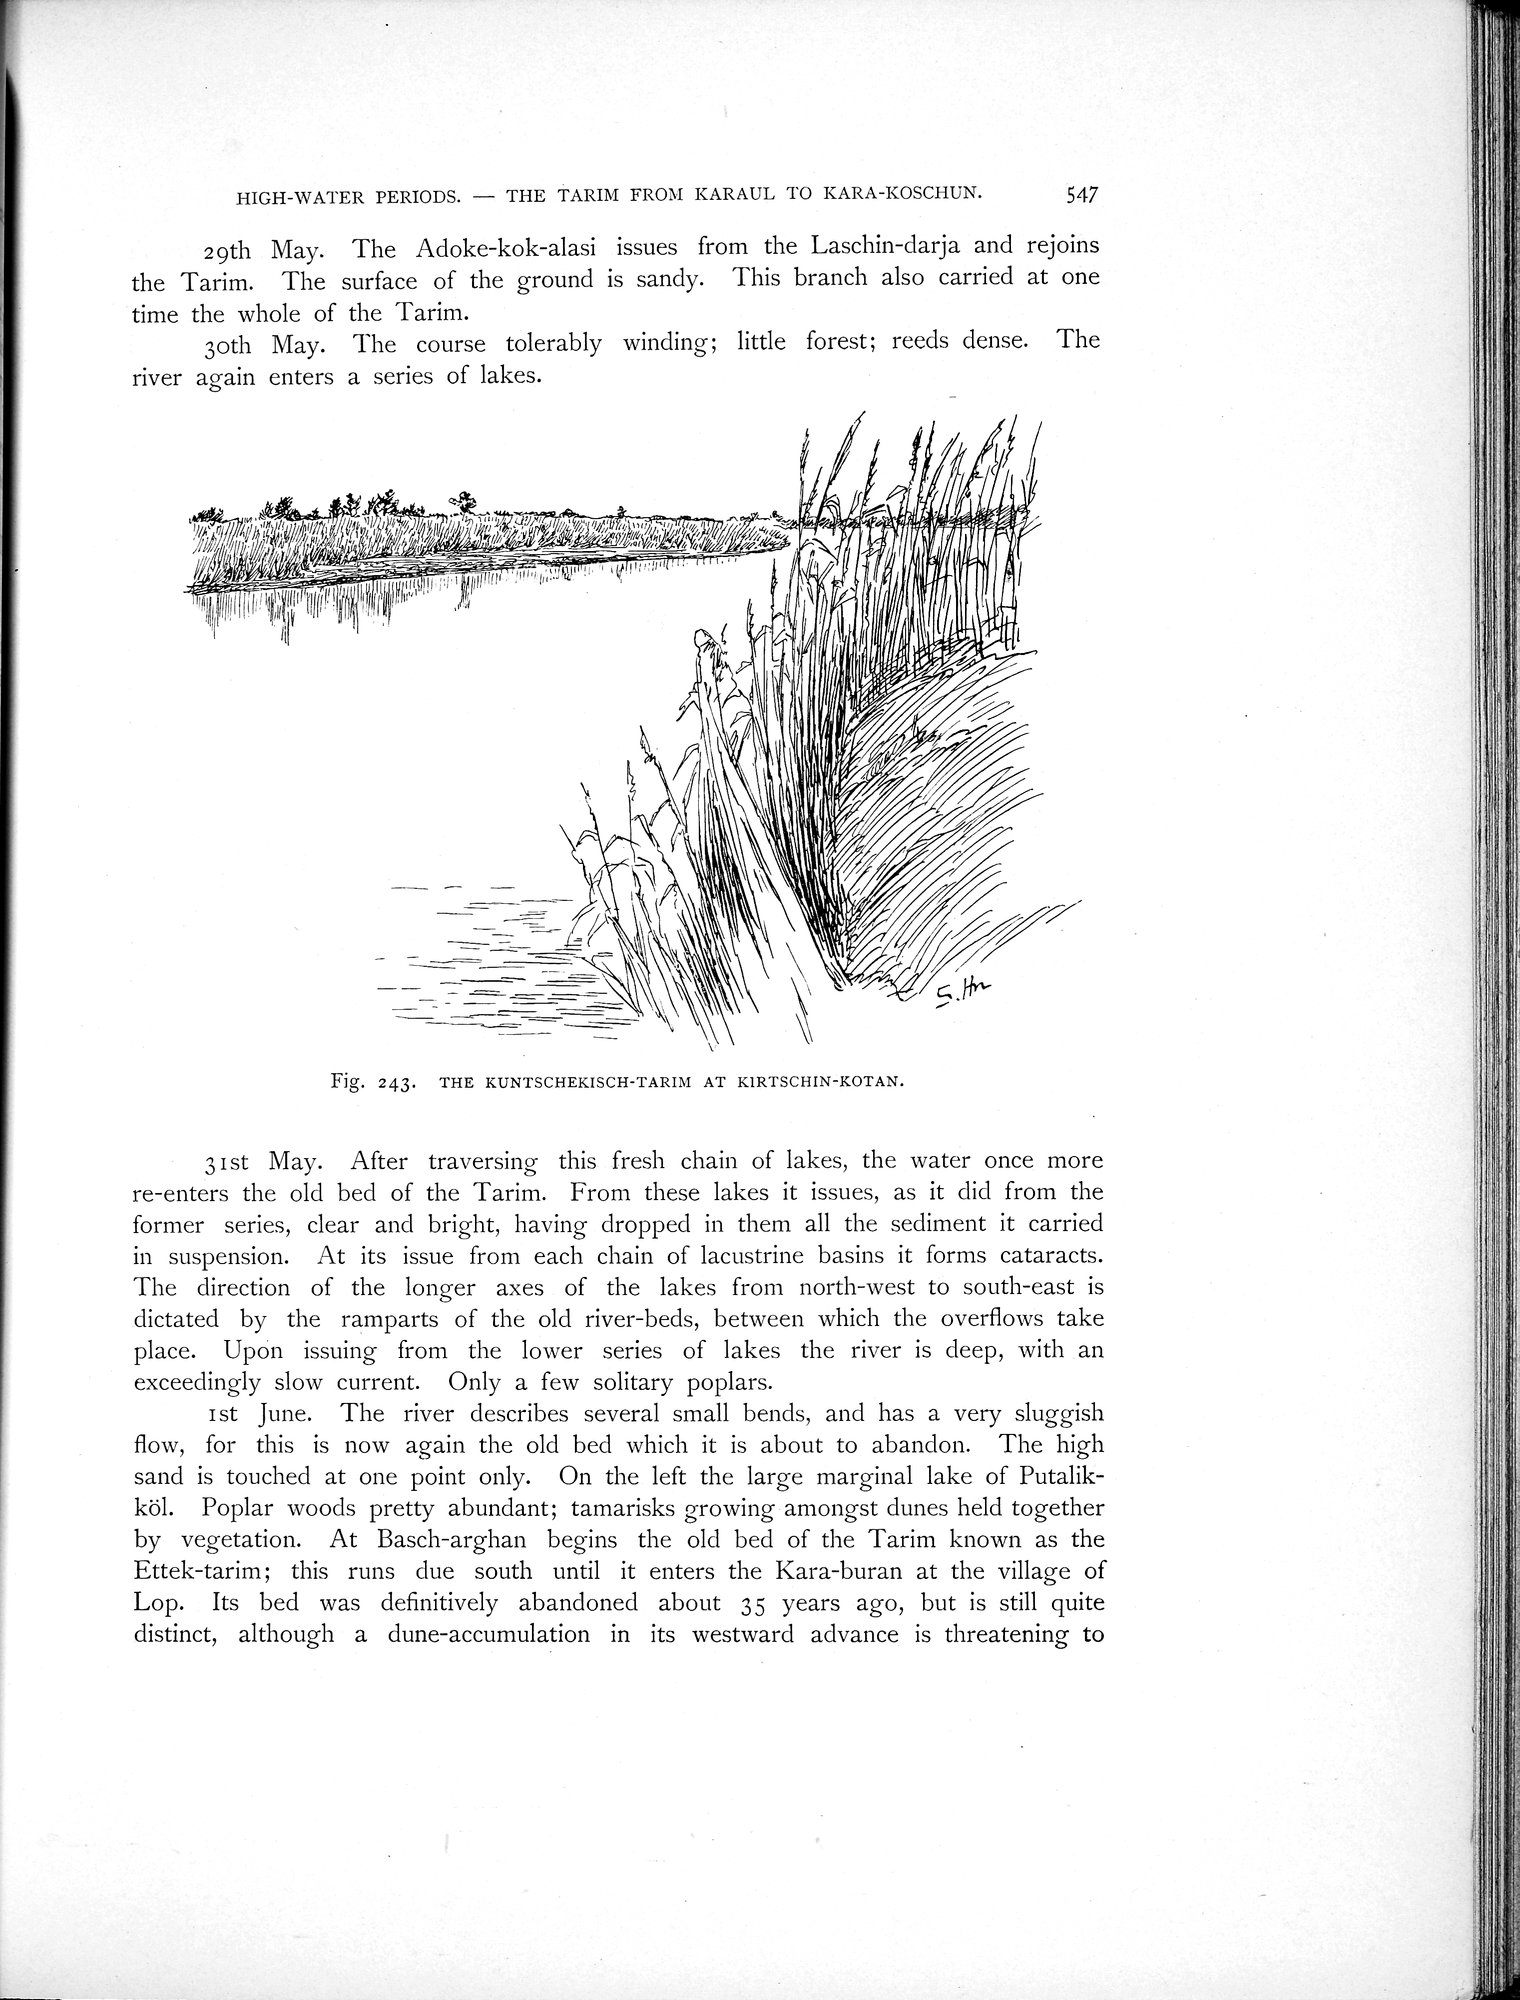 HIGH-WATER PERIODS. — THE TARIM FROM KARAUL TO KARA-KOSCHUN. 547
29th May. The Adoke-kok-alasi issues from the Laschin-darja and rejoins
the Tarim. The surface of the ground is sandy. This branch also carried at one
time the whole of the Tarim.
30th May. The course tolerably winding; little forest; reeds dense. The
river again enters a series of lakes.
S. Hn
Fig. 243. THE KUNTSCHEKISCH-TARIM AT KIRTSCHIN-KOTAN.
31st May. After traversing this fresh chain of lakes, the water once more
re-enters the old bed of the Tarim. From these lakes it issues, as it did from the
former series, clear and bright, having dropped in them all the sediment it carried
in suspension. At its issue from each chain of lacustrine basins it forms cataracts.
The direction of the longer axes of the lakes from north-west to south-east is
dictated by the ramparts of the old river-beds, between which the overflows take
place. Upon issuing from the lower series of lakes the river is deep, with an
exceedingly slow current. Only a few solitary poplars.
1st June. The river describes several small bends, and has a very sluggish
flow, for this is now again the old bed which it is about to abandon. The high
sand is touched at one point only. On the left the large marginal lake of Putalik-
köl. Poplar woods pretty abundant; tamarisks growing amongst dunes held together
by vegetation. At Basch-arghan begins the old bed of the Tarim known as the
Ettek-tarim; this runs due south until it enters the Kara-buran at the village of
Lop. Its bed was definitively abandoned about 35 years ago, but is still quite
distinct, although a dune-accumulation in its westward advance is threatening to